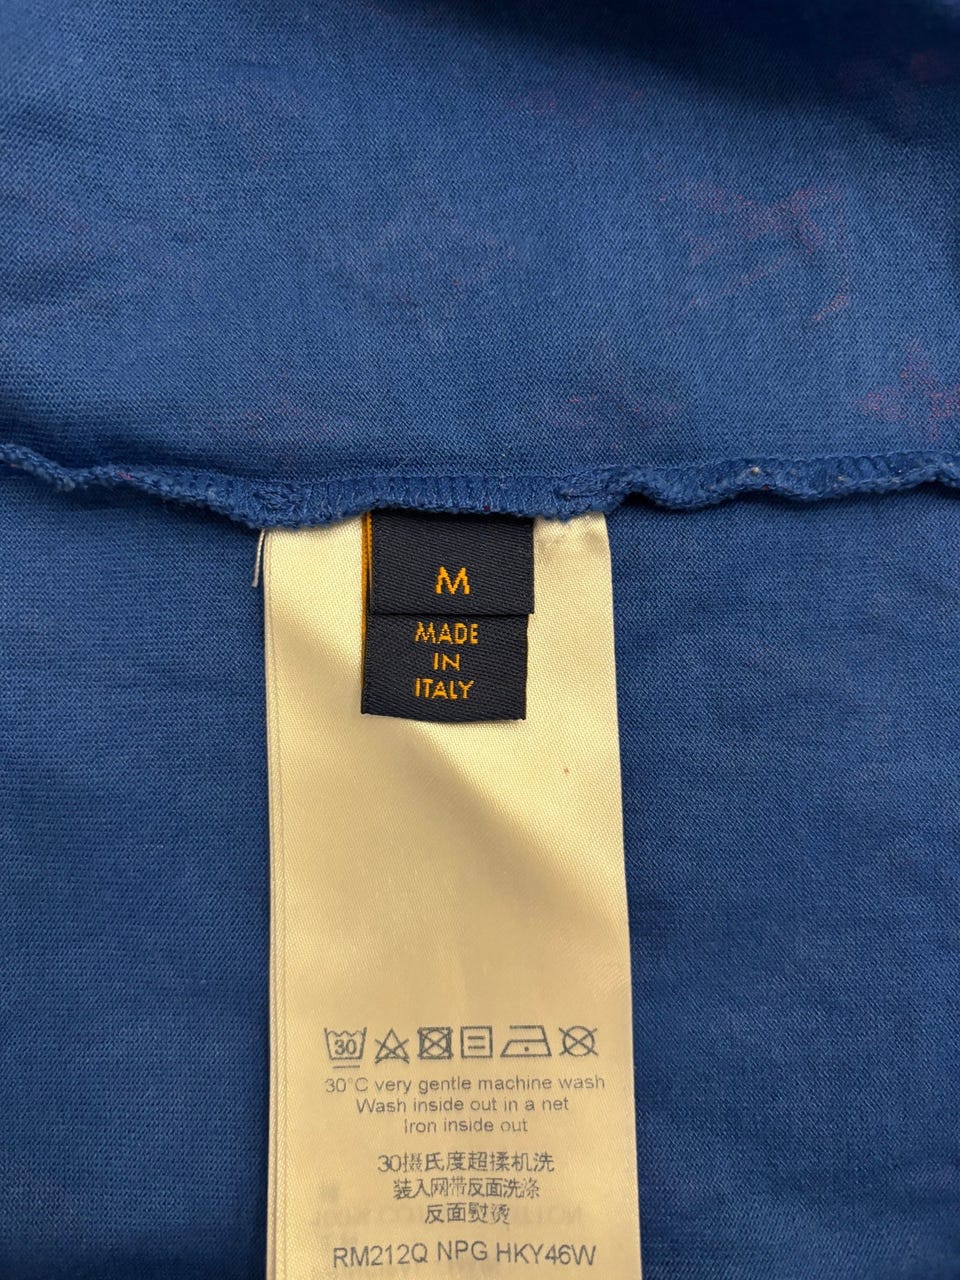 M
MADE
IN
ITALY
30
30°C very gentle machine wash
Wash inside out in a net
Iron inside out
30摄氏度超揉机洗
装入网带反面洗涤
反面熨烫
RM212Q NPG HKY46W